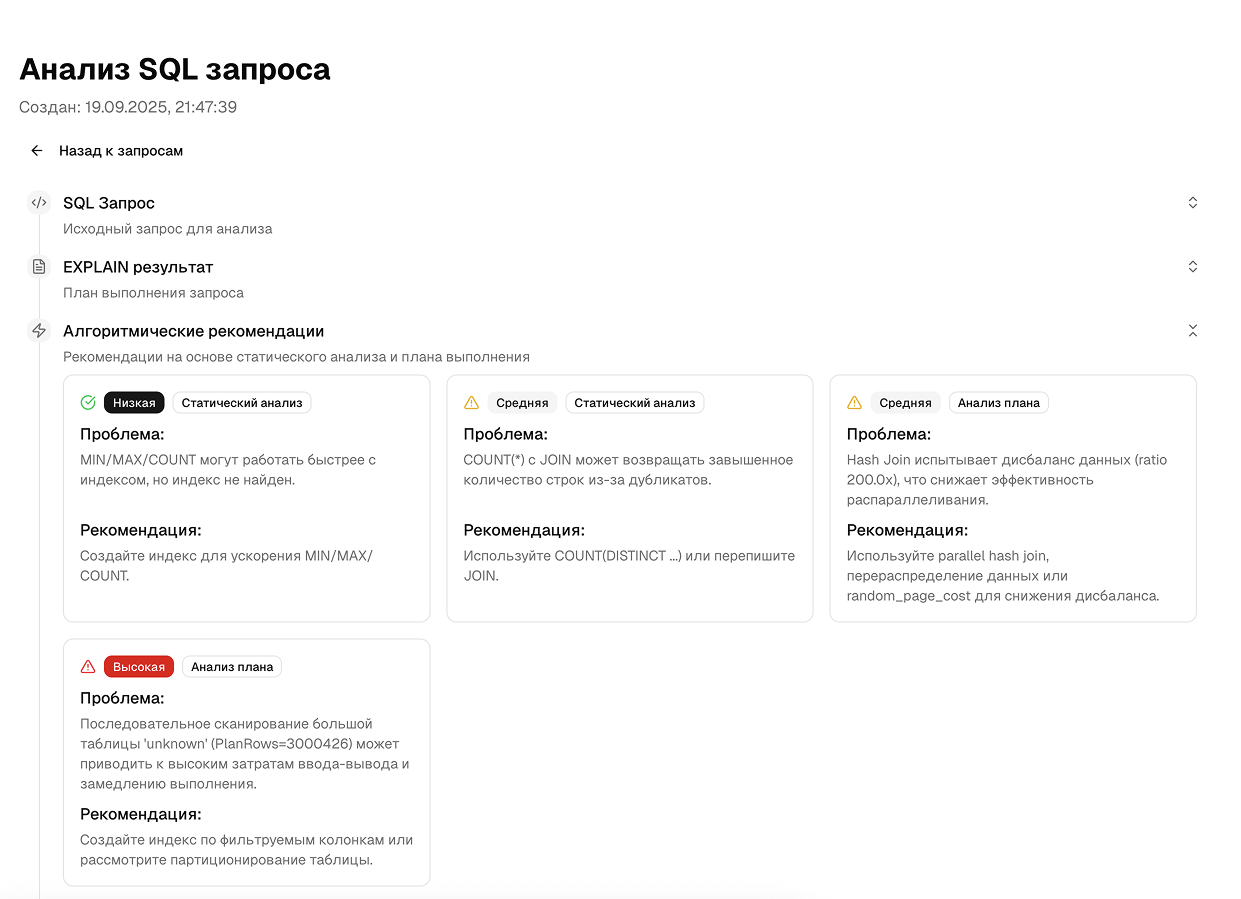 Анализ SQL запроса
Создан: 19.09.2025, 21:47:39
Назад к запросам
SQL Запрос
Исходный запрос для анализа
EXPLAIN результат
План выполнения запроса
Алгоритмические рекомендации
Рекомендации на основе статического анализа и плана выполнения
Низкая
Статический анализ
Проблема:
MIN/MAX/COUNT могут работать быстрее с
индексом, но индекс не найден.
Рекомендация:
Создайте индекс для ускорения MIN/MAX/
COUNT.
Средняя
Статический анализ
Проблема:
COUNT(*) с JOIN может возвращать завышенное
количество строк из-за дубликатов.
Рекомендация:
Используйте COUNT(DISTINCT ...) или перепишите
JOIN.
Средняя
Анализ плана
Проблема:
Hash Join испытывает дисбаланс данных (ratio
200.0x), что снижает эффективность
распараллеливания.
Рекомендация:
Используйте parallel hash join,
перераспределение данных или
random_page_cost для снижения дисбаланса.
Высокая
Анализ плана
Проблема:
Последовательное сканирование большой
таблицы 'unknown' (PlanRows=3000426) может
приводить к высоким затратам ввода-вывода и
замедлению выполнения.
Рекомендация:
Создайте индекс по фильтруемым колонкам или
рассмотрите партиционирование таблицы.